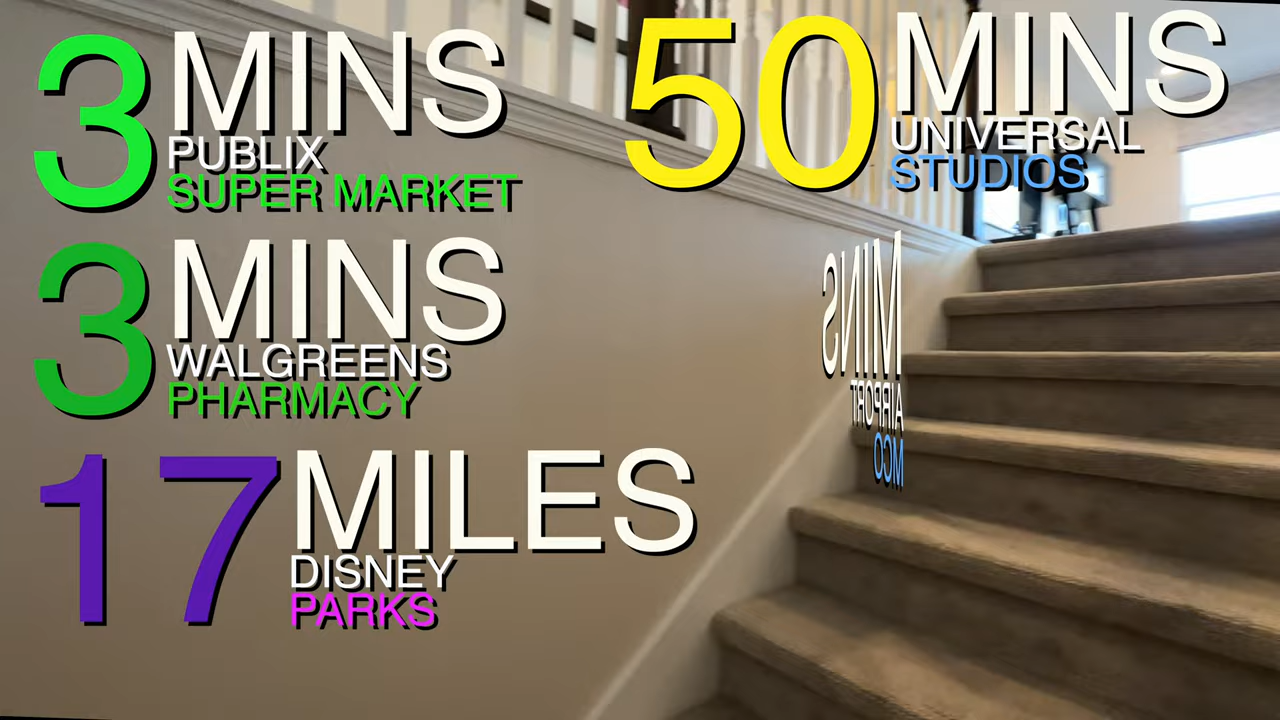 3 MINS
PUBLIX
SUPER MARKET
3 MINS
WALGREENS
PHARMACY
17 MILES
DISNEY
PARKS
50 MINS
UNIVERSAL
STUDIOS
MINS
AIRPORT
MCO